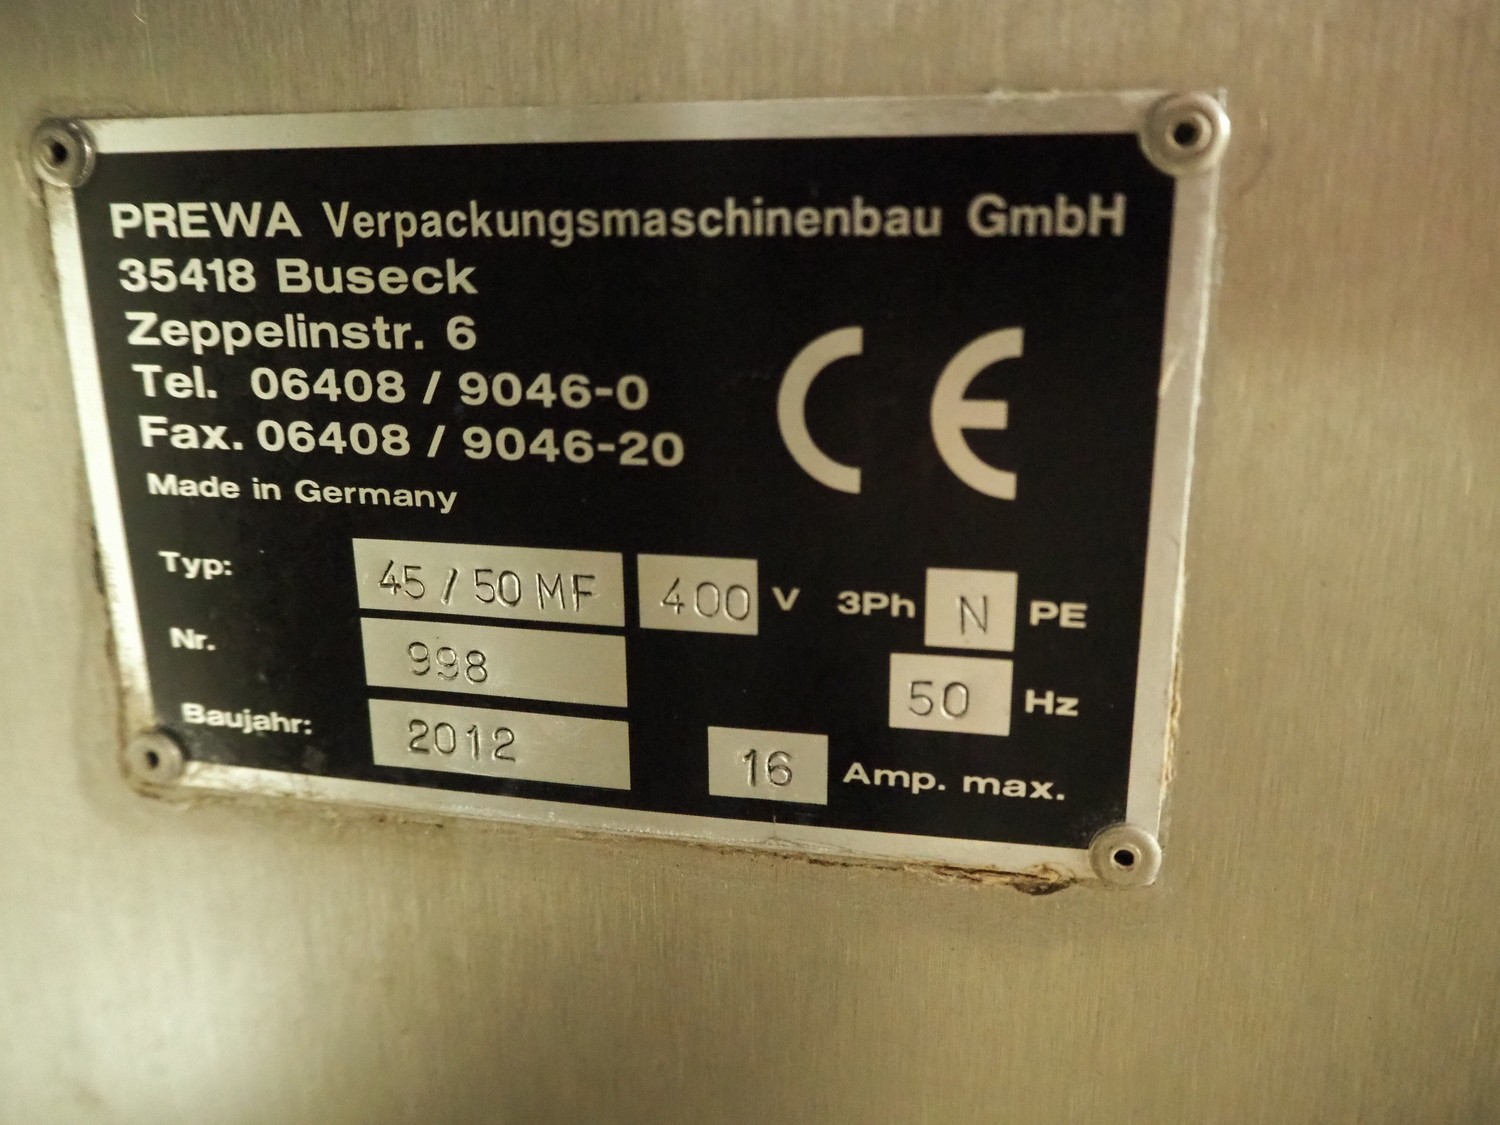 PREWA Verpackungsmaschinenbau GmbH
35418 Buseck
Zeppelinstr. 6
Tel. 06408 / 9046-0
Fax. 06408 / 9046-20
Made in Germany
CE
Typ: 45 / 50 MF 400 V 3Ph N PE
Nr. 998 50 Hz
Baujahr: 2012 16 Amp. max.